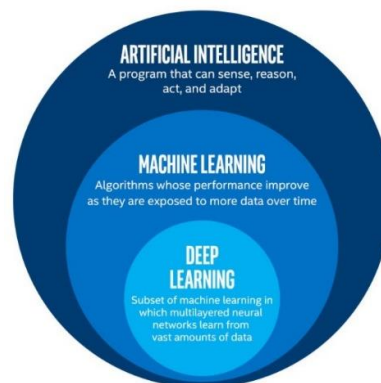 ARTIFICIAL INTELLIGENCE
A program that can sense, reason,
act, and adapt
MACHINE LEARNING
Algorithms whose performance improve
as they are exposed to more data over time
DEEP
LEARNING
Subset of machine learning in
which multilayered neural
networks learn from
vast amounts of data